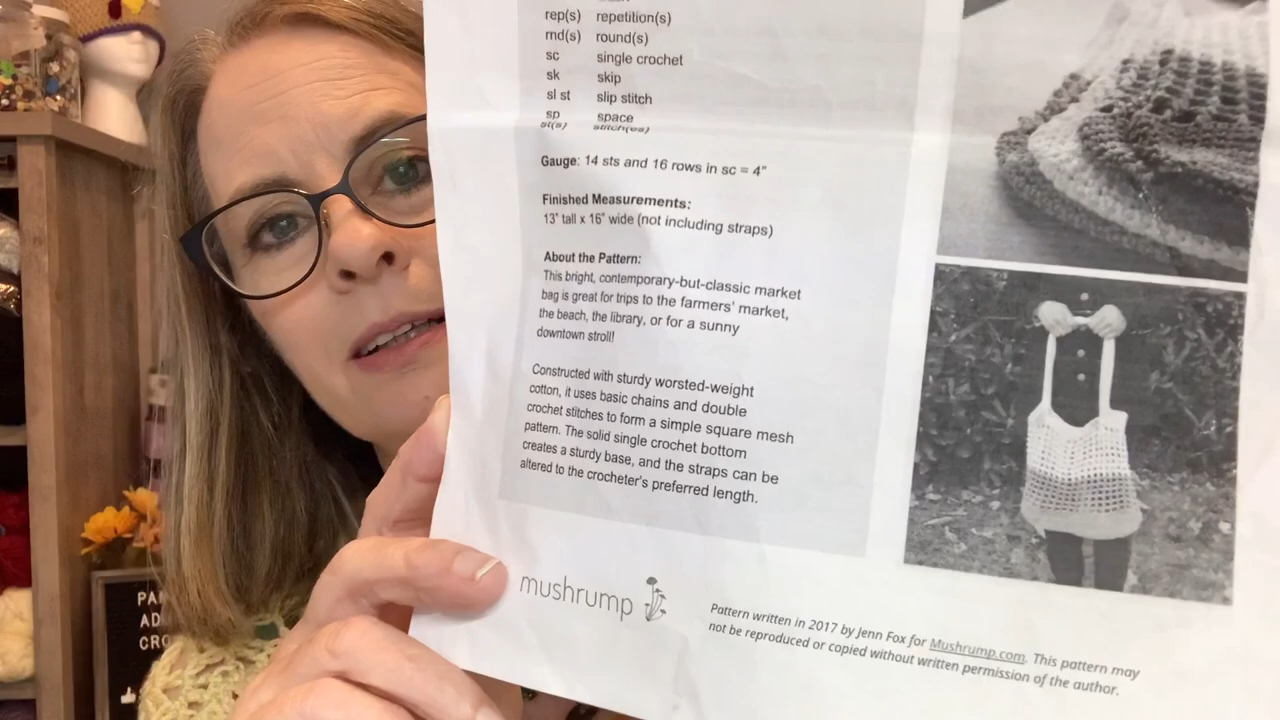 rep(s) repetition(s)
rnd(s) round(s)
sc single crochet
sk skip
sl st slip stitch
sp space
st(s) stitch(es)
Gauge: 14 sts and 16 rows in sc = 4"
Finished Measurements:
13" tall x 16" wide (not including straps)
About the Pattern:
This bright, contemporary-but-classic market
bag is great for trips to the farmers' market,
the beach, the library, or for a sunny
downtown stroll!
Constructed with sturdy worsted-weight
cotton, it uses basic chains and double
crochet stitches to form a simple square mesh
pattern. The solid single crochet bottom
creates a sturdy base, and the straps can be
altered to the crocheter's preferred length.
mushrump
Pattern written in 2017 by Jenn Fox for Mushrump.com. This pattern may
not be reproduced or copied without written permission of the author.
PA
AD
CRO